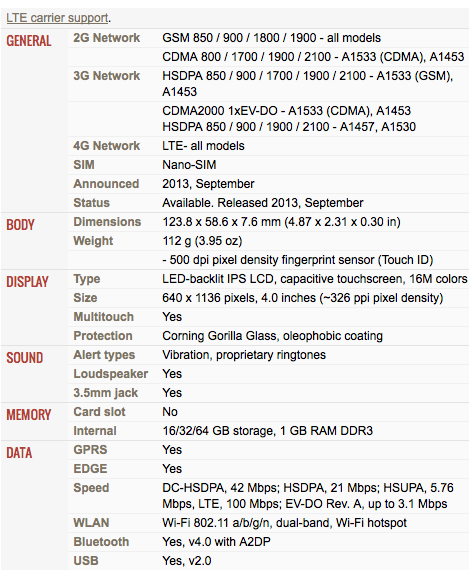 LTE carrier support.
GENERAL 2G Network GSM 850 / 900 / 1800 / 1900 - all models
CDMA 800 / 1700 / 1900 / 2100 - A1533 (CDMA), A1453
3G Network HSDPA 850 / 900 / 1700 / 1900 / 2100 - A1533 (GSM),
A1453
CDMA2000 1xEV-DO - A1533 (CDMA), A1453
HSDPA 850 / 900 / 1900 / 2100 - A1457, A1530
4G Network LTE- all models
SIM Nano-SIM
Announced 2013, September
Status Available. Released 2013, September
BODY Dimensions 123.8 x 58.6 x 7.6 mm (4.87 x 2.31 x 0.30 in)
Weight 112 g (3.95 oz)
- 500 dpi pixel density fingerprint sensor (Touch ID)
DISPLAY Type LED-backlit IPS LCD, capacitive touchscreen, 16M colors
Size 640 x 1136 pixels, 4.0 inches (~326 ppi pixel density)
Multitouch Yes
Protection Corning Gorilla Glass, oleophobic coating
SOUND Alert types Vibration, proprietary ringtones
Loudspeaker Yes
3.5mm jack Yes
MEMORY Card slot No
Internal 16/32/64 GB storage, 1 GB RAM DDR3
DATA GPRS Yes
EDGE Yes
Speed DC-HSDPA, 42 Mbps; HSDPA, 21 Mbps; HSUPA, 5.76
Mbps, LTE, 100 Mbps; EV-DO Rev. A, up to 3.1 Mbps
WLAN Wi-Fi 802.11 a/b/g/n, dual-band, Wi-Fi hotspot
Bluetooth Yes, v4.0 with A2DP
USB Yes, v2.0